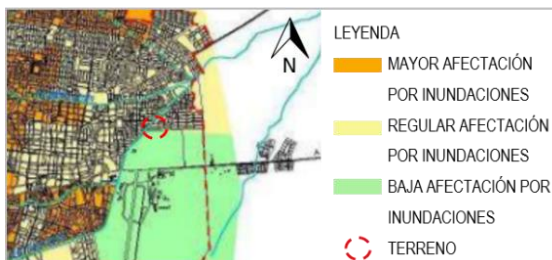 N
LEYENDA
MAYOR AFECTACIÓN
POR INUNDACIONES
REGULAR AFECTACIÓN
POR INUNDACIONES
BAJA AFECTACIÓN POR
INUNDACIONES
TERRENO